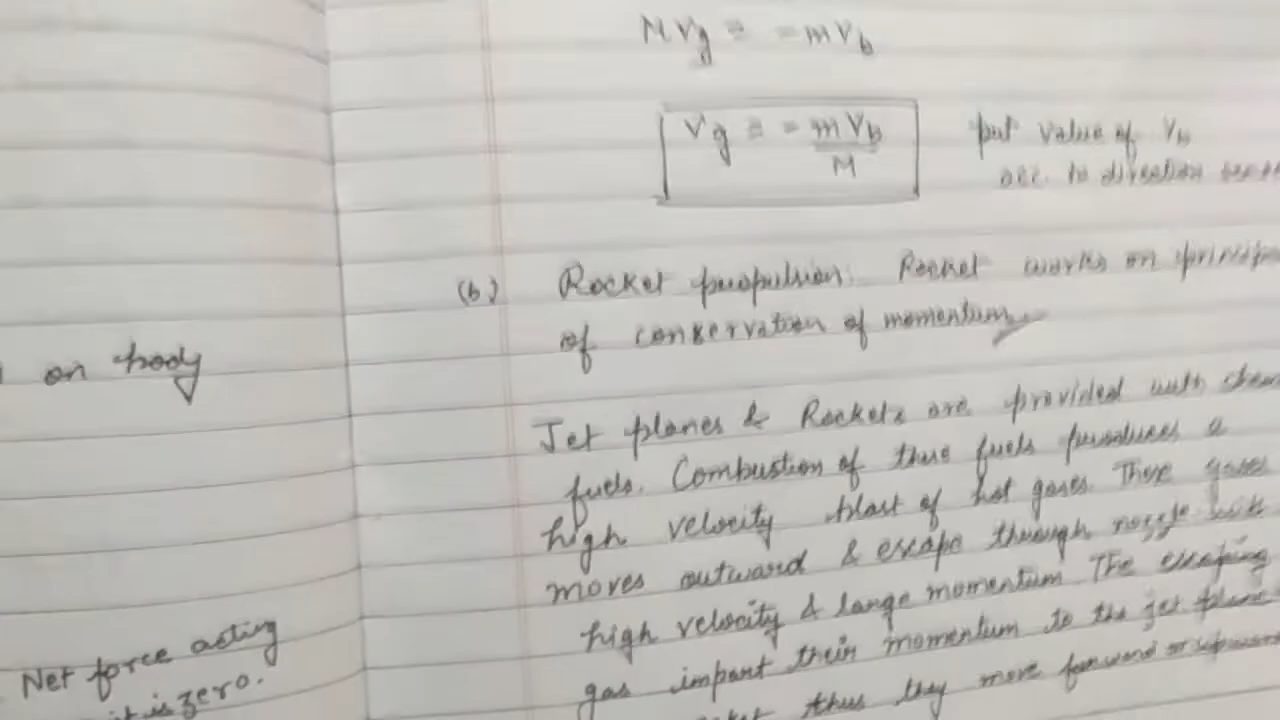 M Vg = - m Vb
Vg = - m Vb / M
put value of Vb
acc. to direction
(b) Rocket propulsion: Rocket works on
of conservation of momentum.
on body
Jet planes & Rockets are provided with
fuels. Combustion of these fuels produces a
high velocity blast of hot gases. These gases
moves outward & escape through nozzle with
high velocity & large momentum The escaping
gas impart their momentum to the jet plane
thus they move forward or
Net force acting
it is zero.